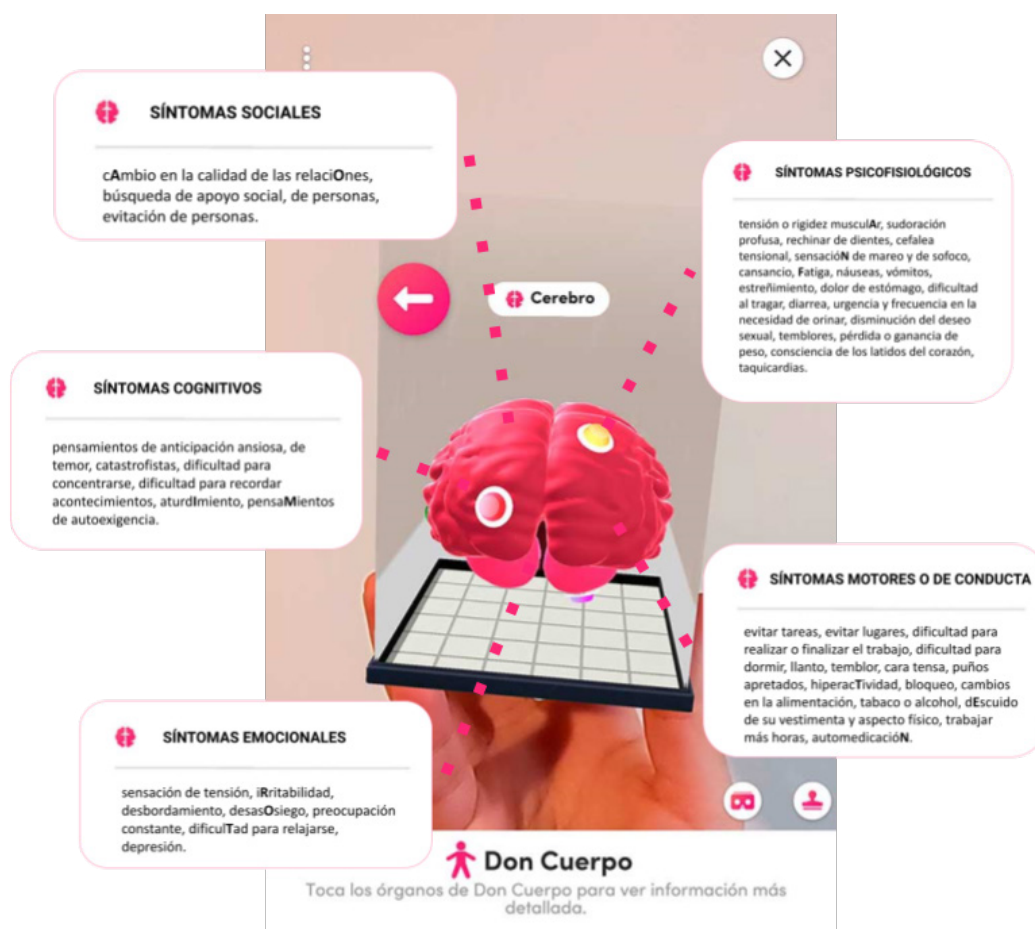 SÍNTOMAS SOCIALES
cAmbio en la calidad de las relaciOnes,
búsqueda de apoyo social, de personas,
evitación de personas.
SÍNTOMAS PSICOFISIOLÓGICOS
tensión o rigidez musculAr, sudoración
profusa, rechinar de dientes, cefalea
tensional, sensacióN de mareo y de sofoco,
cansancio, Fatiga, náuseas, vómitos,
estreñimiento, dolor de estómago, dificultad
al tragar, diarrea, urgencia y frecuencia en la
necesidad de orinar, disminución del deseo
sexual, temblores, pérdida o ganancia de
peso, consciencia de los latidos del corazón,
taquicardias.
Cerebro
SÍNTOMAS COGNITIVOS
pensamientos de anticipación ansiosa, de
temor, catastrofistas, dificultad para
concentrarse, dificultad para recordar
acontecimientos, aturdImiento, pensaMientos
de autoexigencia.
SÍNTOMAS MOTORES O DE CONDUCTA
evitar tareas, evitar lugares, dificultad para
realizar o finalizar el trabajo, dificultad para
dormir, llanto, temblor, cara tensa, puños
apretados, hiperacTividad, bloqueo, cambios
en la alimentación, tabaco o alcohol, dEscuido
de su vestimenta y aspecto físico, trabajar
más horas, automedicacióN.
SÍNTOMAS EMOCIONALES
sensación de tensión, iRritabilidad,
desbordamiento, desasOsiego, preocupación
constante, dificulTad para relajarse,
depresión.
Don Cuerpo
Toca los órganos de Don Cuerpo para ver información más
detallada.